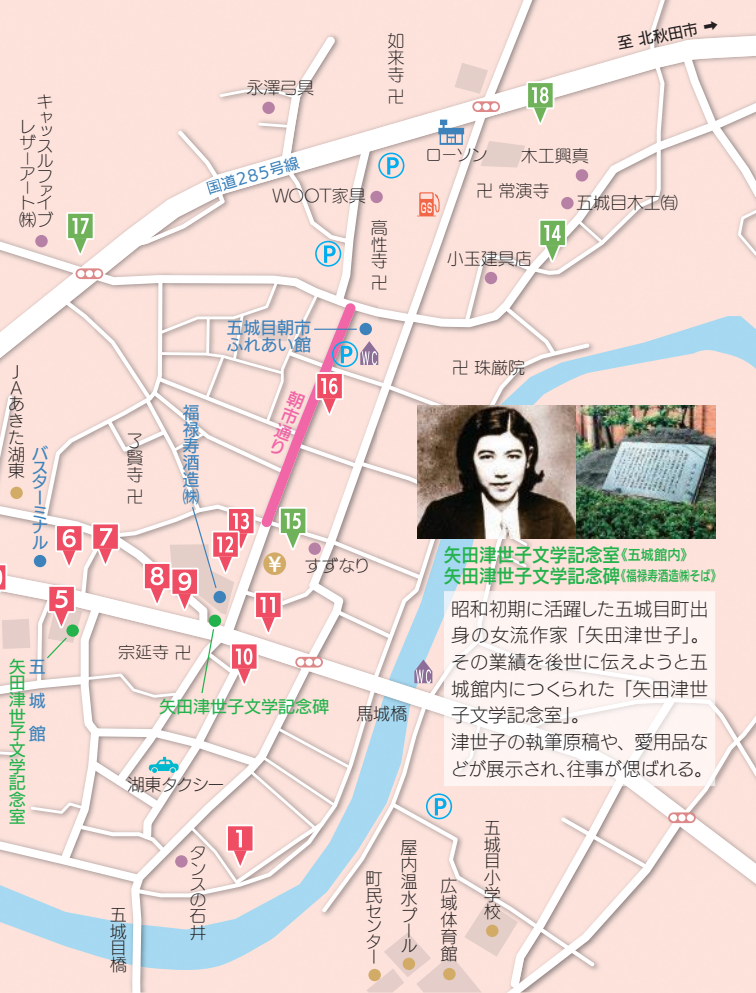 至 北秋田市
如来寺 卍
永澤弓具
18
キャッスルファイブ
レザーアート㈱
ローソン
木工興真
国道285号線
P
WOOT家具
GS
卍 常演寺
五城目木工㈲
17
高性寺 卍
14
P
小玉建具店
五城目朝市
ふれあい館
P
WC
卍 珠厳院
16
朝市通り
JAあきた湖東
福禄寿酒造㈱
バスターミナル
了賢寺 卍
13
15
6
7
12
¥
すずなり
8
9
5
11
宗延寺 卍
10
WC
矢田津世子文学記念室《五城館内》
矢田津世子文学記念碑《福禄寿酒造㈱そば》
昭和初期に活躍した五城目町出
身の女流作家「矢田津世子」。
その業績を後世に伝えようと五
城館内につくられた「矢田津世
子文学記念室」。
津世子の執筆原稿や、愛用品な
どが展示され、往事が偲ばれる。
五城館
矢田津世子文学記念室
矢田津世子文学記念碑
馬城橋
湖東タクシー
P
1
タンスの石井
五城目橋
五城目小学校
屋内温水プール
町民センター
広域体育館